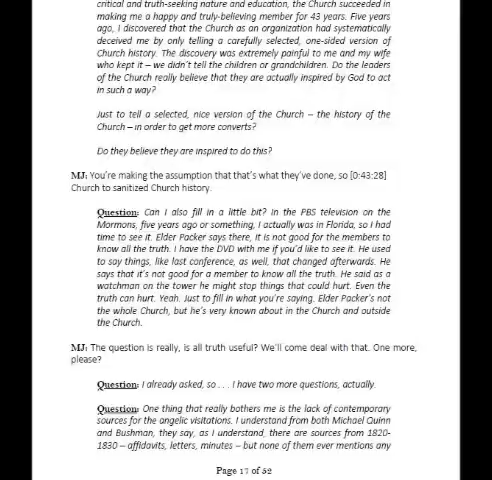 critical and truth-seeking nature and education, the Church succeeded in
making me a happy and truly-believing member for 43 years. Five years
ago, I discovered that the Church as an organization had systematically
deceived me by only telling a carefully selected, one-sided version of
Church history. The discovery was extremely painful to me and my wife
who kept it – we didn't tell the children or grandchildren. Do the leaders
of the Church really believe that they are actually inspired by God to act
in such a way?
Just to tell a selected, nice version of the Church – the history of the
Church – in order to get more converts?
Do they believe they are inspired to do this?
MJ: You're making the assumption that that's what they've done, so [0:43:28]
Church to sanitized Church history.
Question: Can I also fill in a little bit? In the PBS television on the
Mormons, five years ago or something, I actually was in Florida, so I had
time to see it. Elder Packer says there, it is not good for the members to
know all the truth. I have the DVD with me if you'd like to see it. He used
to say things, like last conference, as well, that changed afterwards. He
says that it's not good for a member to know all the truth. He said as a
watchman on the tower he might stop things that could hurt. Even the
truth can hurt. Yeah. Just to fill in what you're saying. Elder Packer's not
the whole Church, but he's very known about in the Church and outside
the Church.
MJ: The question is really, is all truth useful? We'll come deal with that. One more,
please?
Question: I already asked, so . . . I have two more questions, actually.
Question: One thing that really bothers me is the lack of contemporary
sources for the angelic visitations. I understand from both Michael Quinn
and Bushman, they say, as I understand, there are sources from 1820-
1830 – affidavits, letters, minutes – but none of them ever mentions any
Page 17 of 52